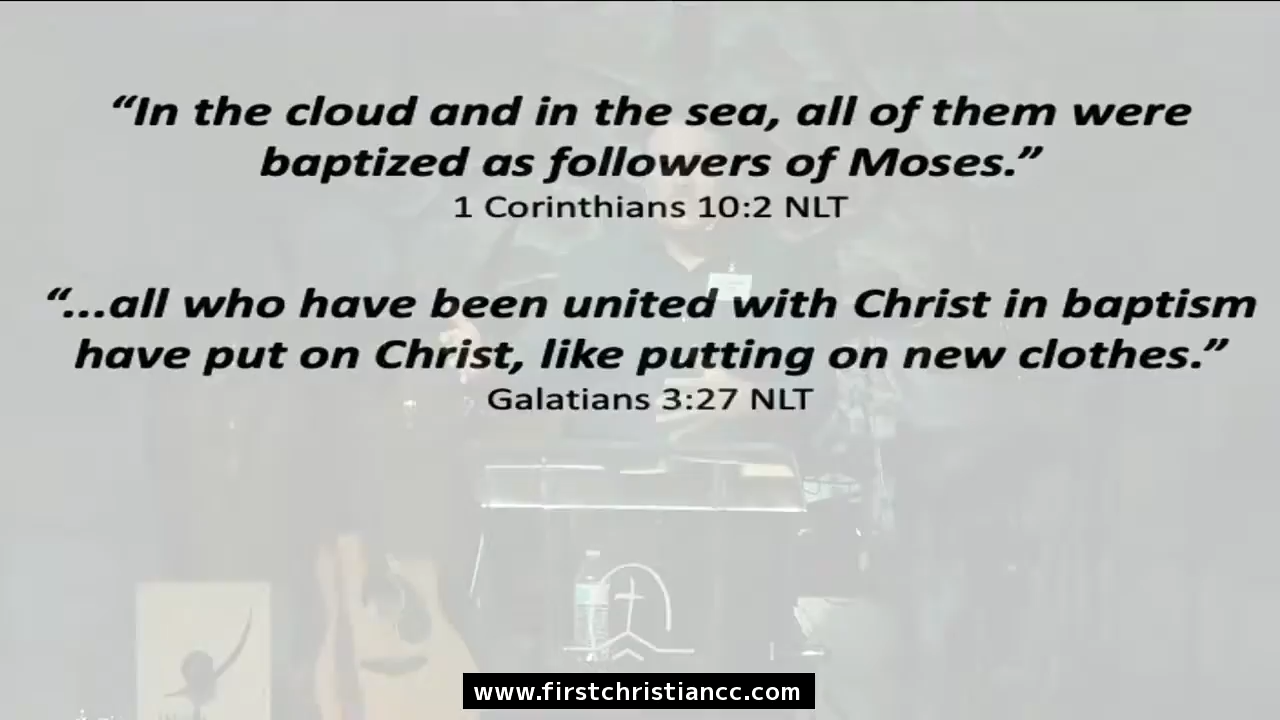 “In the cloud and in the sea, all of them were
baptized as followers of Moses.”
1 Corinthians 10:2 NLT
“...all who have been united with Christ in baptism
have put on Christ, like putting on new clothes.”
Galatians 3:27 NLT
www.firstchristiancc.com